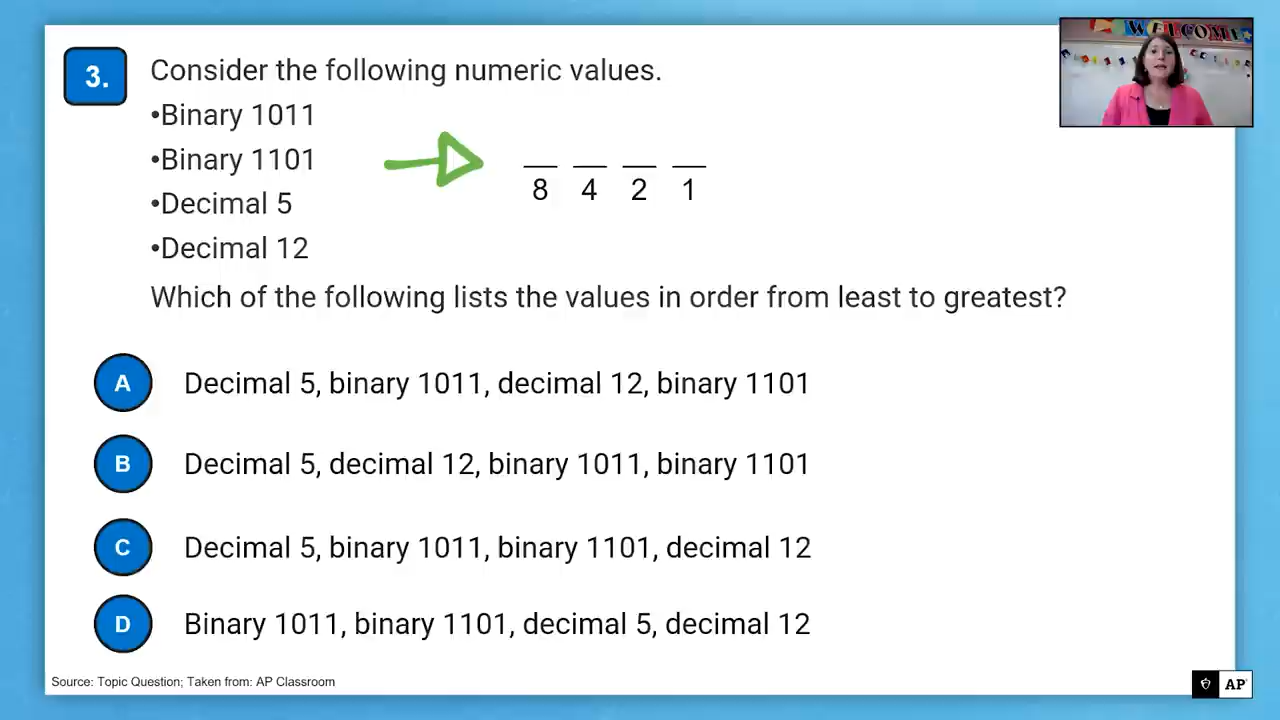 3.
Consider the following numeric values.
•Binary 1011
•Binary 1101
•Decimal 5
•Decimal 12
8 4 2 1
Which of the following lists the values in order from least to greatest?
A Decimal 5, binary 1011, decimal 12, binary 1101
B Decimal 5, decimal 12, binary 1011, binary 1101
C Decimal 5, binary 1011, binary 1101, decimal 12
D Binary 1011, binary 1101, decimal 5, decimal 12
Source: Topic Question; Taken from: AP Classroom
AP
WELCOME